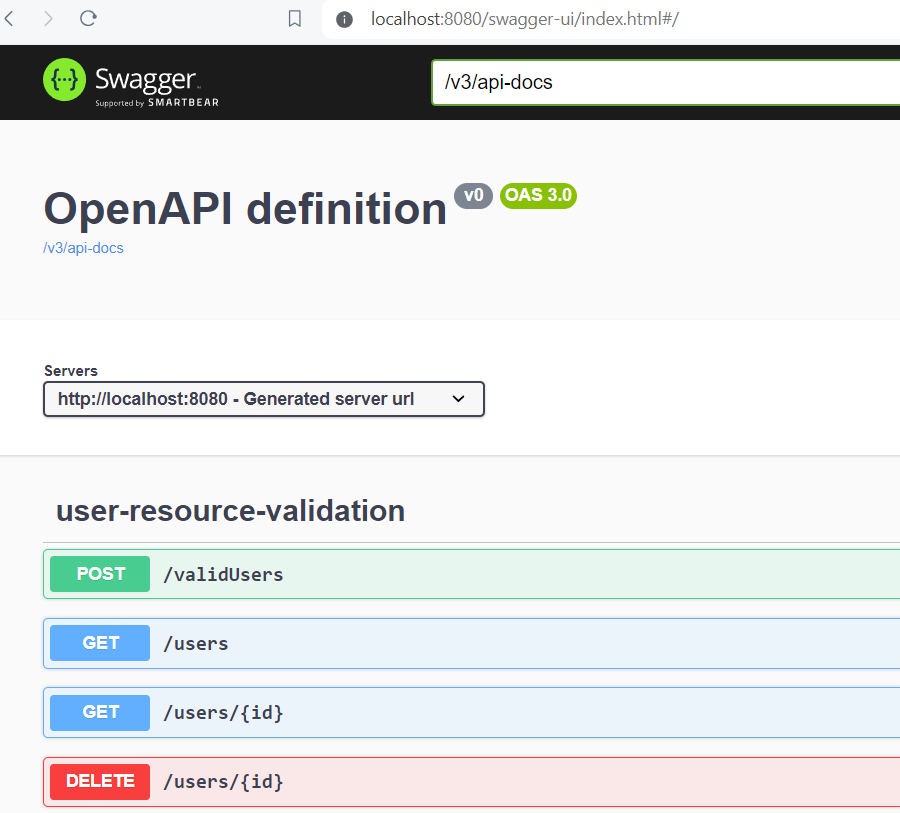 localhost:8080/swagger-ui/index.html#/
Swagger
Supported by SMARTBEAR
/v3/api-docs
OpenAPI definition v0 OAS 3.0
/v3/api-docs
Servers
http://localhost:8080 - Generated server url
user-resource-validation
POST /validUsers
GET /users
GET /users/{id}
DELETE /users/{id}